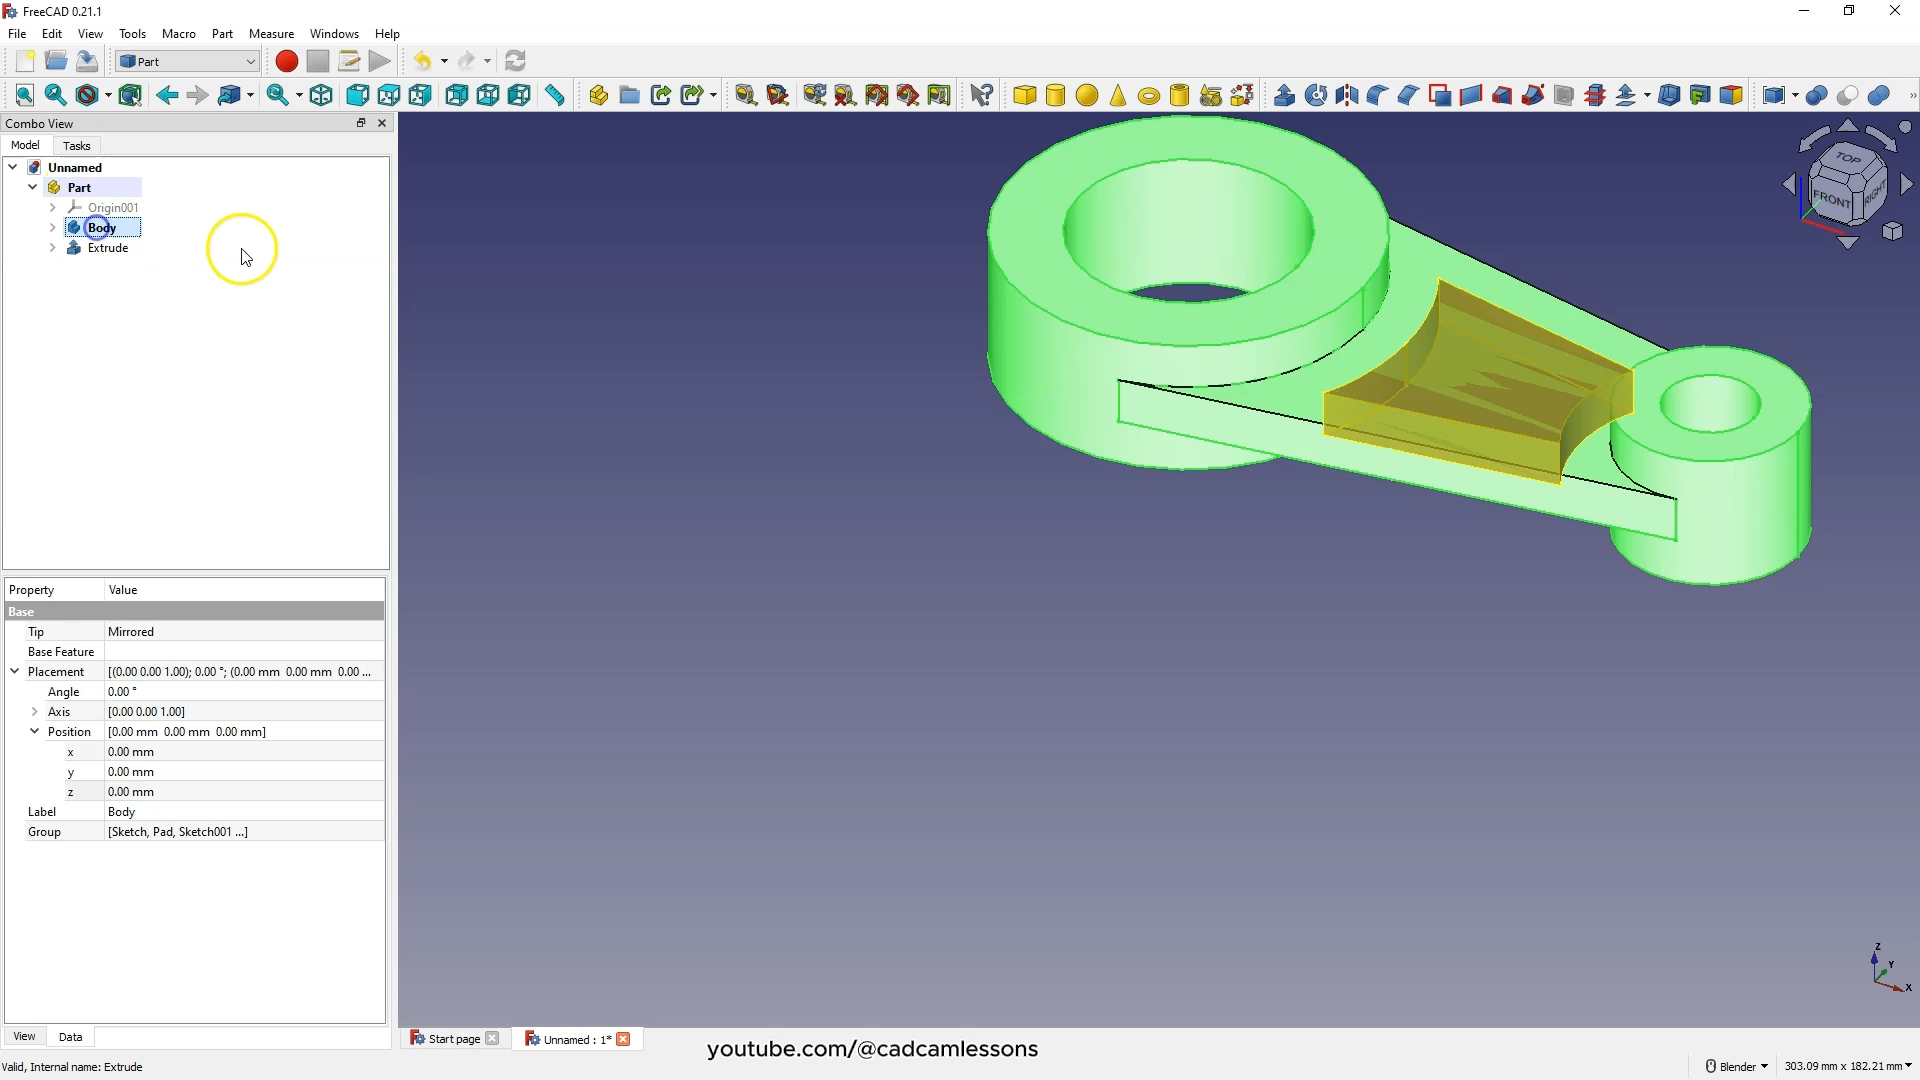 FreeCAD 0.21.1
File Edit View Tools Macro Part Measure Windows Help
Part
Combo View
Model Tasks
Unnamed
Part
Origin001
Body
Extrude
TOP
FRONT RIGHT
Property Value
Base
Tip Mirrored
Base Feature
Placement [(0.00 0.00 1.00); 0.00 °; (0.00 mm 0.00 mm 0.00 ...
Angle 0.00 °
Axis [0.00 0.00 1.00]
Position [0.00 mm 0.00 mm 0.00 mm]
x 0.00 mm
y 0.00 mm
z 0.00 mm
Label Body
Group [Sketch, Pad, Sketch001 ...]
Z
Y
X
View Data
Start page
Unnamed : 1*
youtube.com/@cadcamlessons
Valid, Internal name: Extrude
Blender 303.09 mm x 182.21 mm